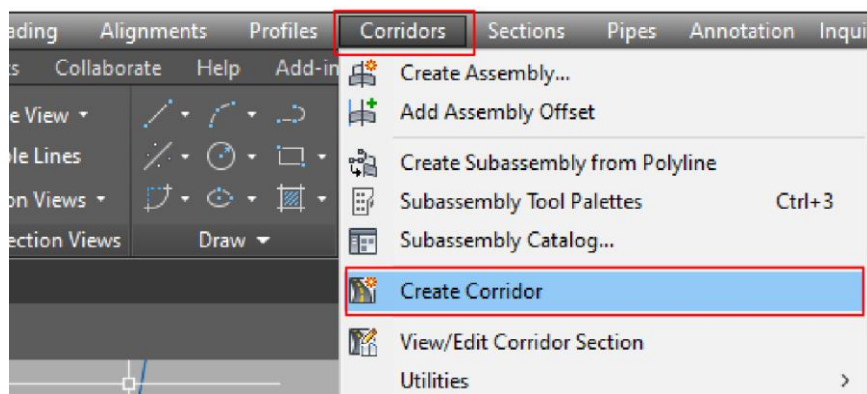 ading Alignments Profiles Corridors Sections Pipes Annotation Inqui
s Collaborate Help Add-in
Create Assembly...
e View
Add Assembly Offset
le Lines
Create Subassembly from Polyline
on Views
Subassembly Tool Palettes Ctrl+3
ection Views Draw
Subassembly Catalog...
Create Corridor
View/Edit Corridor Section
Utilities